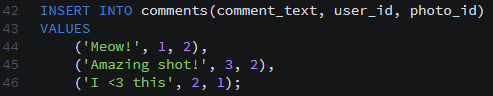 42 INSERT INTO comments(comment_text, user_id, photo_id)
43 VALUES
44     ('Meow!', 1, 2),
45     ('Amazing shot!', 3, 2),
46     ('I <3 this', 2, 1);